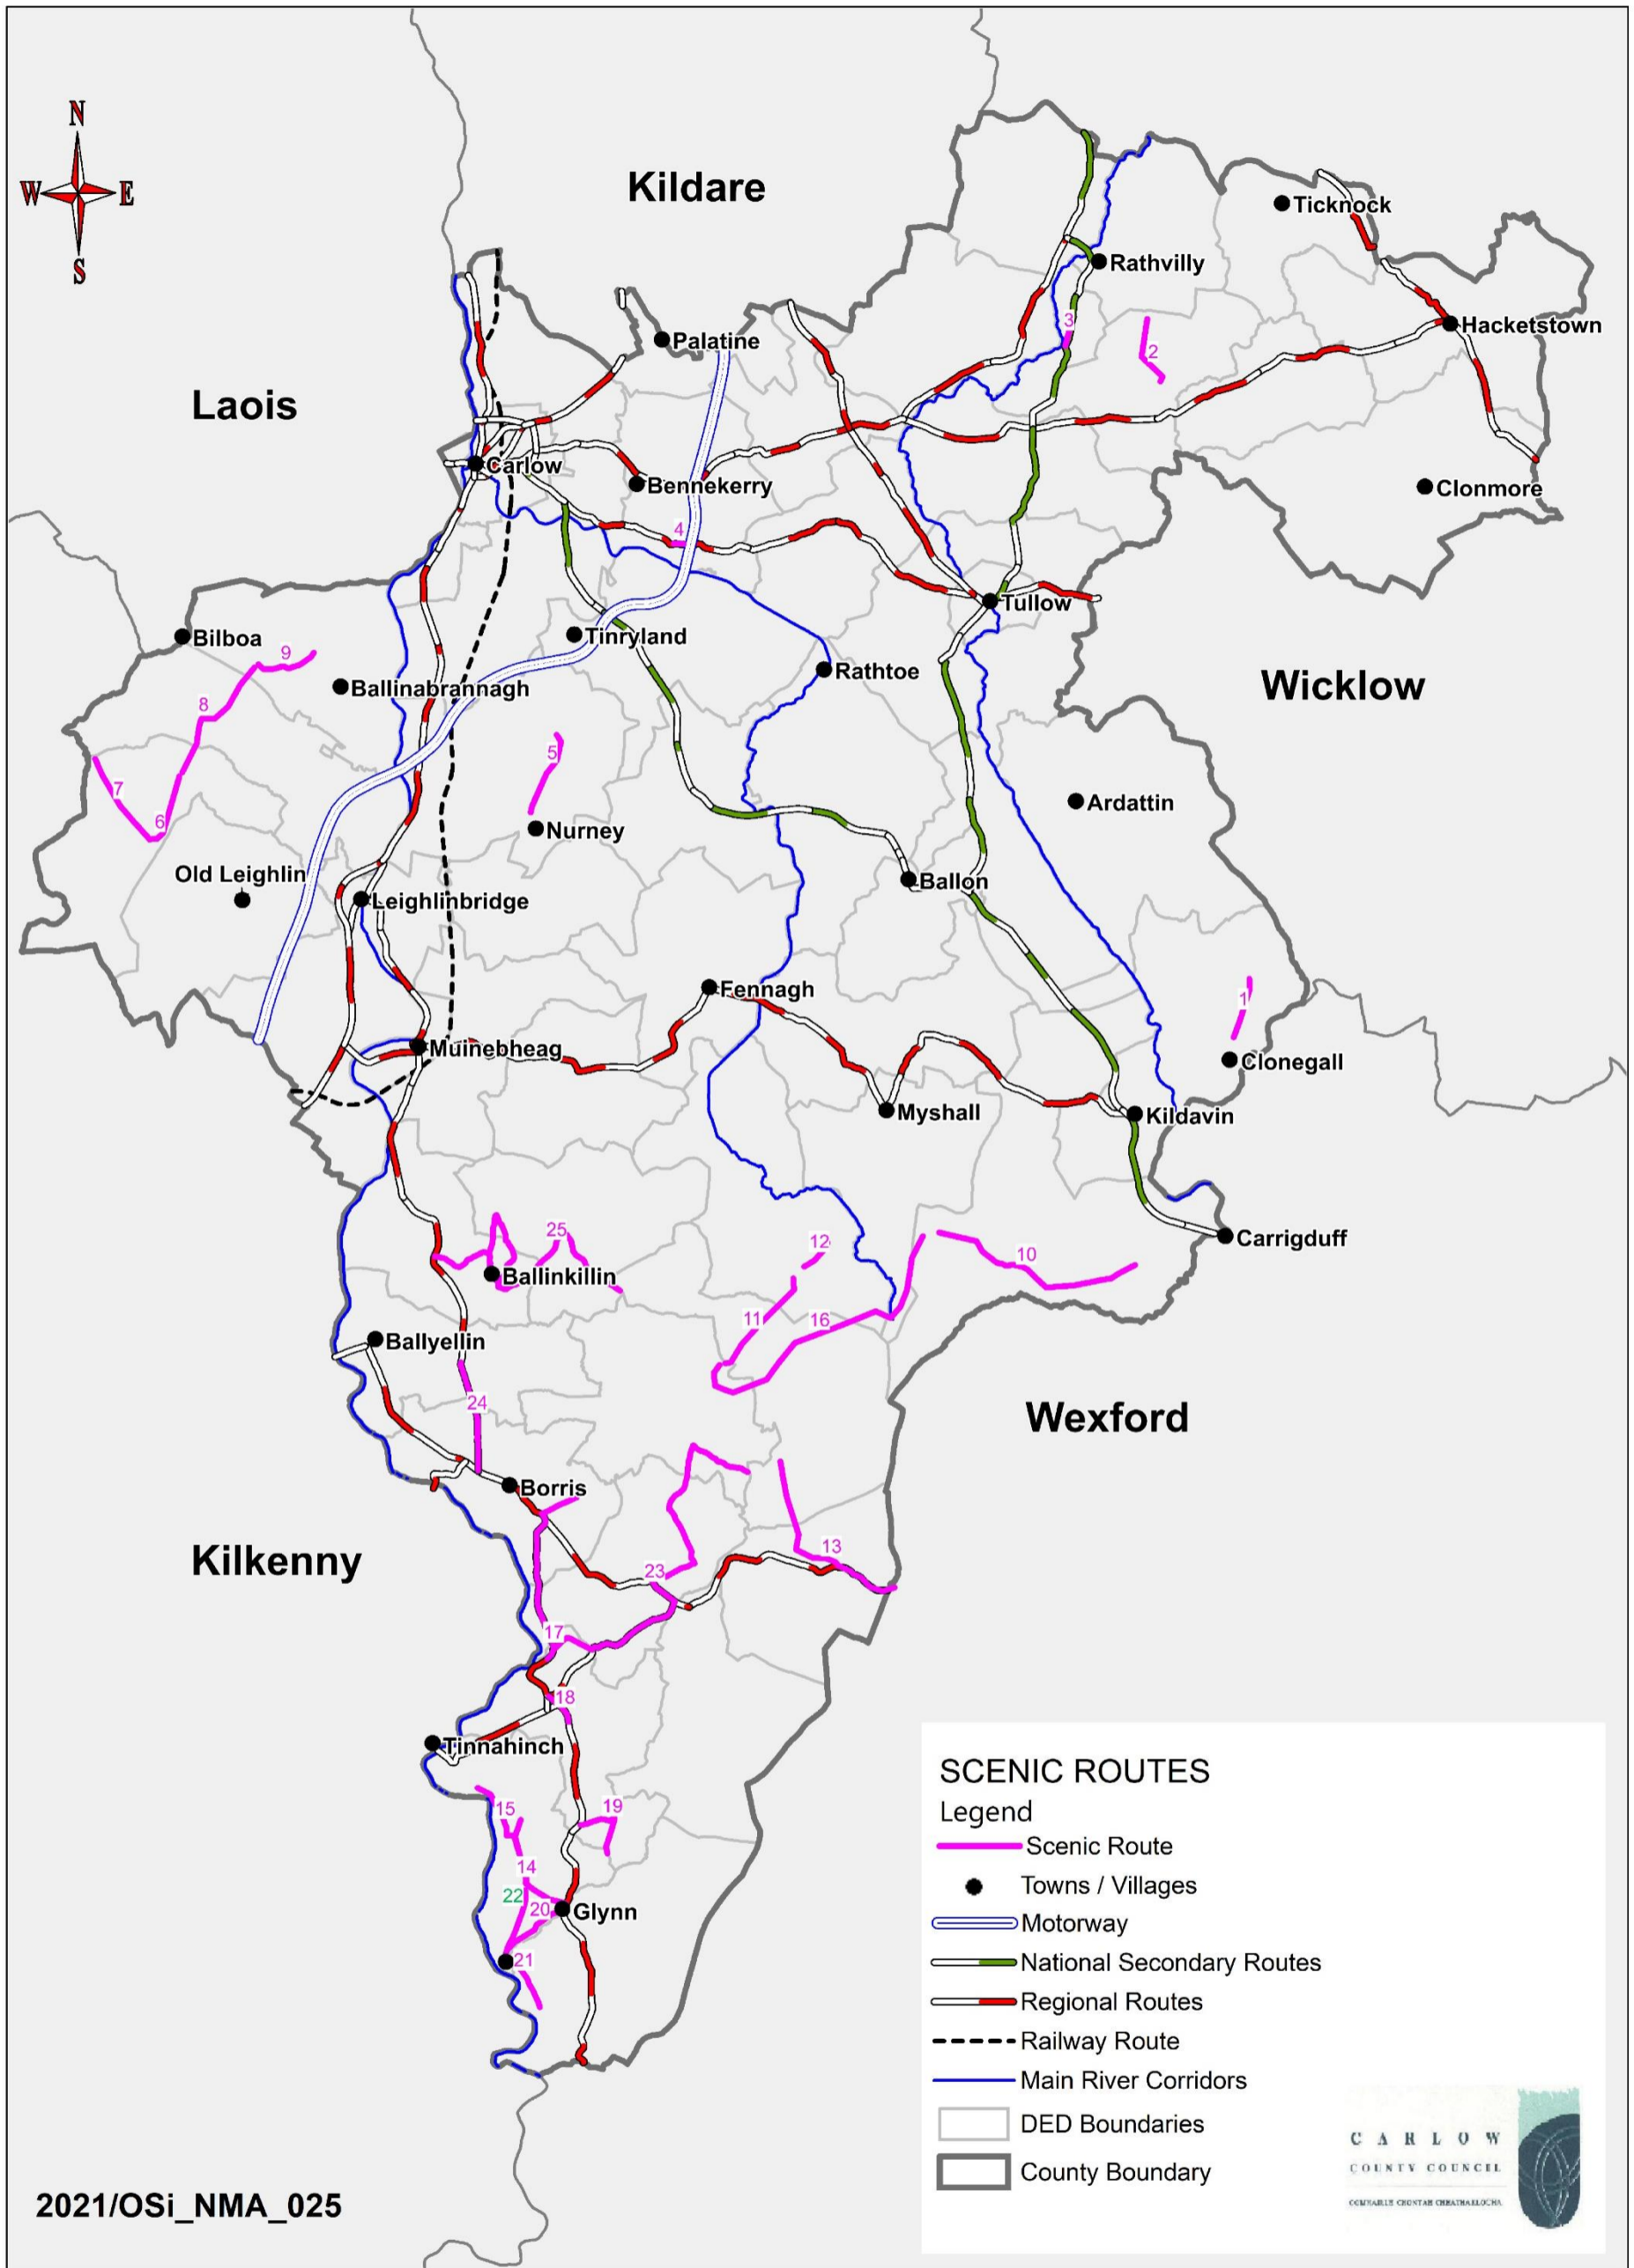 N
W E
S
Kildare
Ticknock
Rathvilly
3
Hacketstown
Palatine
2
Laois
Carlow
Bennekerry
Clonmore
4
Tullow
Bilboa
Tinryland
9
Rathtoe
Wicklow
Ballinabrannagh
8
5
7
Ardattin
6
Nurney
Old Leighlin
Ballon
Leighlinbridge
Fennagh
1
Muinebheag
Clonegall
Myshall
Kildavin
25
12
Carrigduff
10
Ballinkillin
11
16
Ballyellin
24
Wexford
Borris
13
Kilkenny
23
17
18
Tinnahinch
15
19
14
22
20
Glynn
21
SCENIC ROUTES
Legend
Scenic Route
Towns / Villages
Motorway
National Secondary Routes
Regional Routes
Railway Route
Main River Corridors
DED Boundaries
County Boundary
CARLOW
COUNTY COUNCIL
2021/OSi_NMA_025